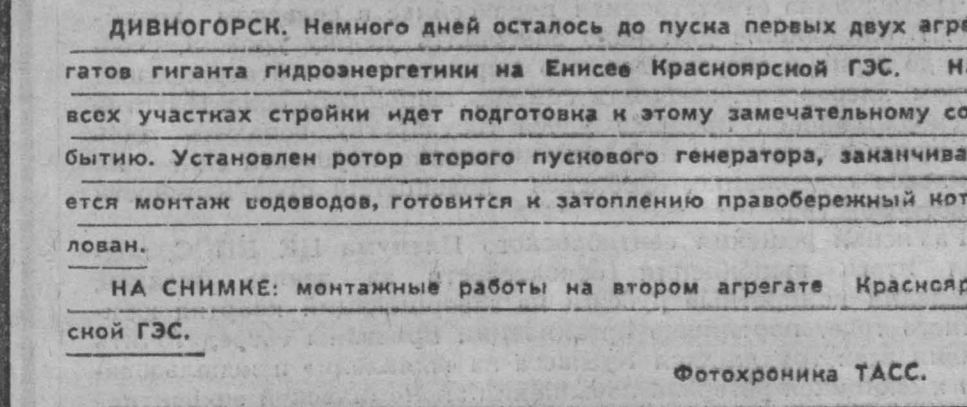 ДИВНОГОРСК. Немного дней осталось до пуска первых двух агре
гатов гиганта гидроэнергетики на Енисее Красноярской ГЭС. На
всех участках стройки идет подготовка к этому замечательному со
бытию. Установлен ротор второго пускового генератора, заканчива
ется монтаж водоводов, готовится к затоплению правобережный кот
лован.
НА СНИМКЕ: монтажные работы на втором агрегате Краснояр
ской ГЭС.
Фотохроника ТАСС.